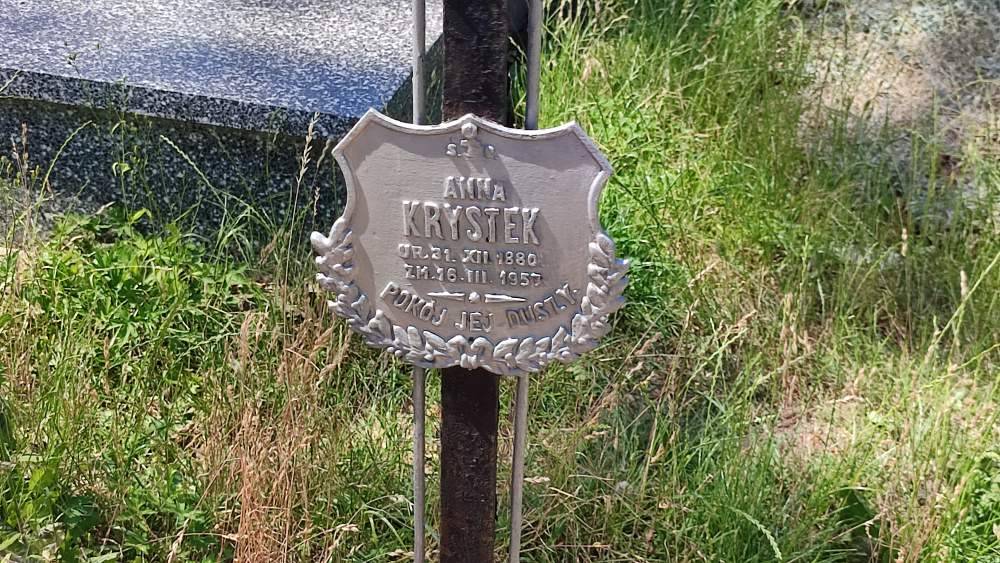 Ś. P.
ANNA
KRYSTEK
UR. 31. XII 1880
ZM. 16. III. 1957
POKÓJ JEJ DUSZY.